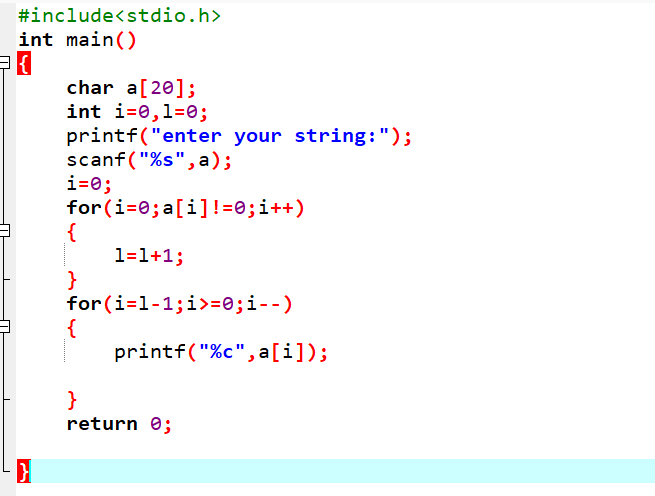 #include<stdio.h>
int main()
{
char a[20];
int i=0,l=0;
printf("enter your string:");
scanf("%s",a);
i=0;
for(i=0;a[i]!=0;i++)
{
l=l+1;
}
for(i=l-1;i>=0;i--)
{
printf("%c",a[i]);
}
return 0;
}